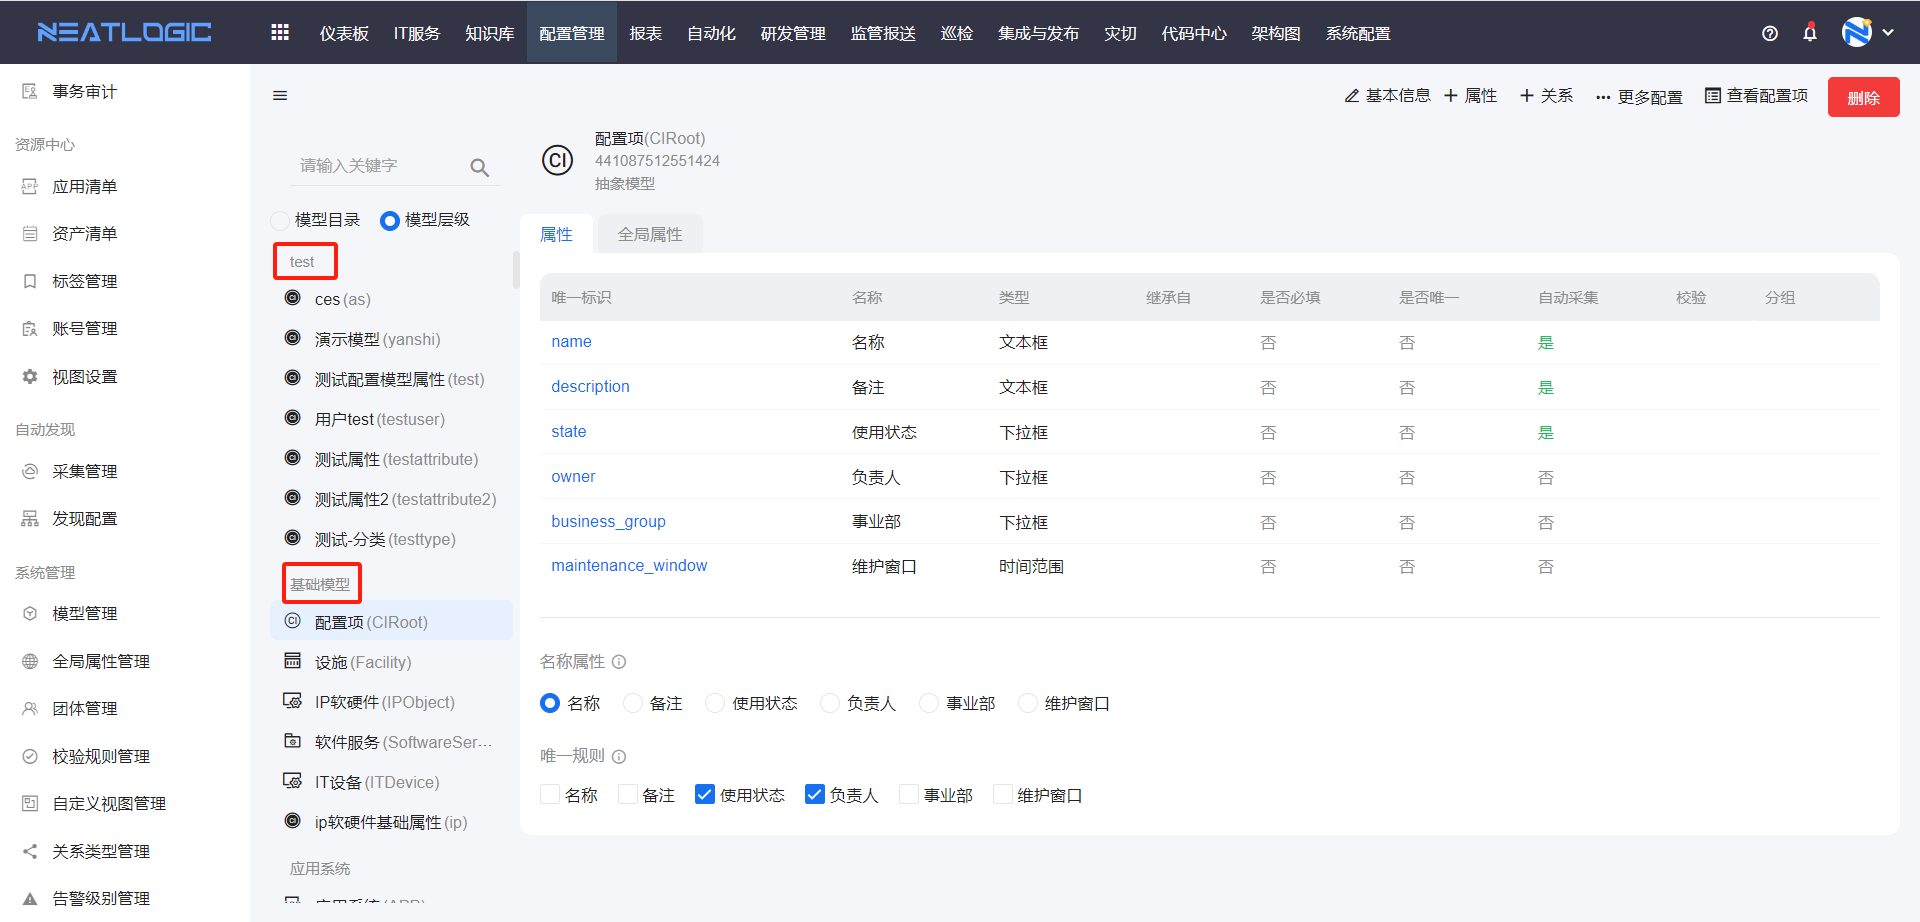 NEATLOGIC
仪表板 IT服务 知识库 配置管理 报表 自动化 研发管理 监管报送 巡检 集成与发布 灾切 代码中心 架构图 系统配置
事务审计
资源中心
应用清单
资产清单
标签管理
账号管理
视图设置
自动发现
采集管理
发现配置
系统管理
模型管理
全局属性管理
团体管理
校验规则管理
自定义视图管理
关系类型管理
告警级别管理
请输入关键字
模型目录 模型层级
test
ces (as)
演示模型 (yanshi)
测试配置模型属性 (test)
用户test (testuser)
测试属性 (testattribute)
测试属性2 (testattribute2)
测试-分类 (testtype)
基础模型
配置项 (CIRoot)
设施 (Facility)
IP软硬件 (IPObject)
软件服务 (SoftwareSer...
IT设备 (ITDevice)
ip软硬件基础属性 (ip)
应用系统
应用系统 (APP)
基本信息 属性 关系 更多配置 查看配置项 删除
CI
配置项(CIRoot)
441087512551424
抽象模型
属性 全局属性
唯一标识 名称 类型 继承自 是否必填 是否唯一 自动采集 校验 分组
name 名称 文本框 否 否 是
description 备注 文本框 否 否 是
state 使用状态 下拉框 否 否 是
owner 负责人 下拉框 否 否 否
business_group 事业部 下拉框 否 否 否
maintenance_window 维护窗口 时间范围 否 否 否
名称属性
名称 备注 使用状态 负责人 事业部 维护窗口
唯一规则
名称 备注 使用状态 负责人 事业部 维护窗口